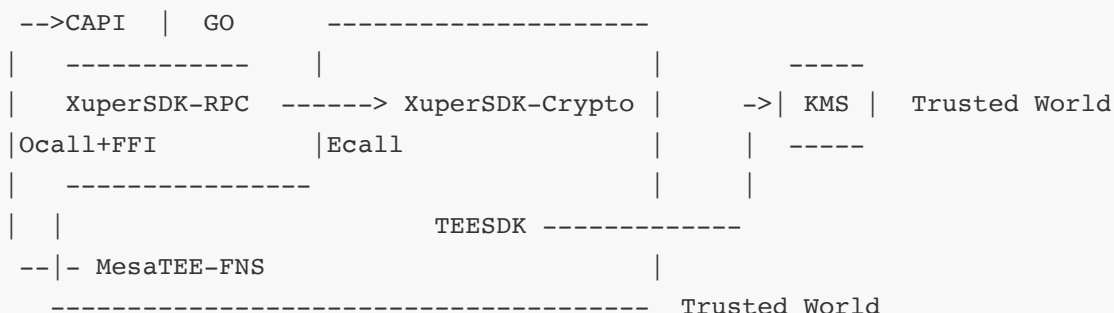 -->CAPI | GO ---------------------
| ------------ | | -----
| XuperSDK-RPC ------> XuperSDK-Crypto | ->| KMS | Trusted World
|Ocall+FFI |Ecall | | -----
| ---------------- | |
| | TEESDK -------------
--|- MesaTEE-FNS |
--------------------------------------- Trusted World